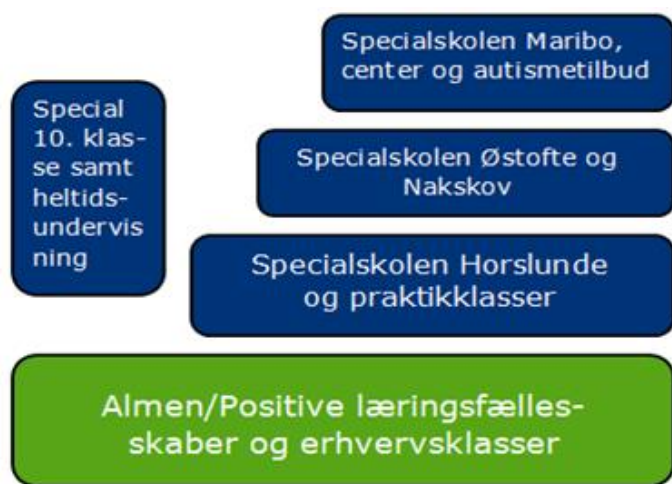 Specialskolen Maribo,
center og autismetilbud
Special
10. klas-
se samt
heltids-
undervis
ning
Specialskolen Østofte og
Nakskov
Specialskolen Horslunde
og praktikklasser
Almen/Positive læringsfælles-
skaber og erhvervsklasser